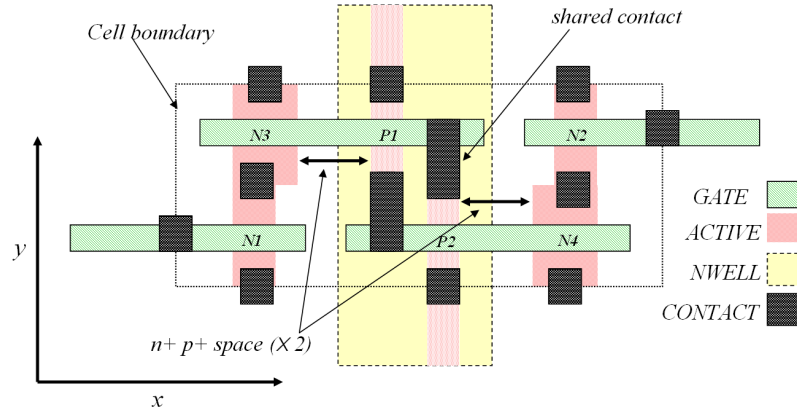 shared contact
Cell boundary
N3
P1
N2
N1
P2
N4
GATE
ACTIVE
NWELL
CONTACT
n+ p+ space (X 2)
y
x